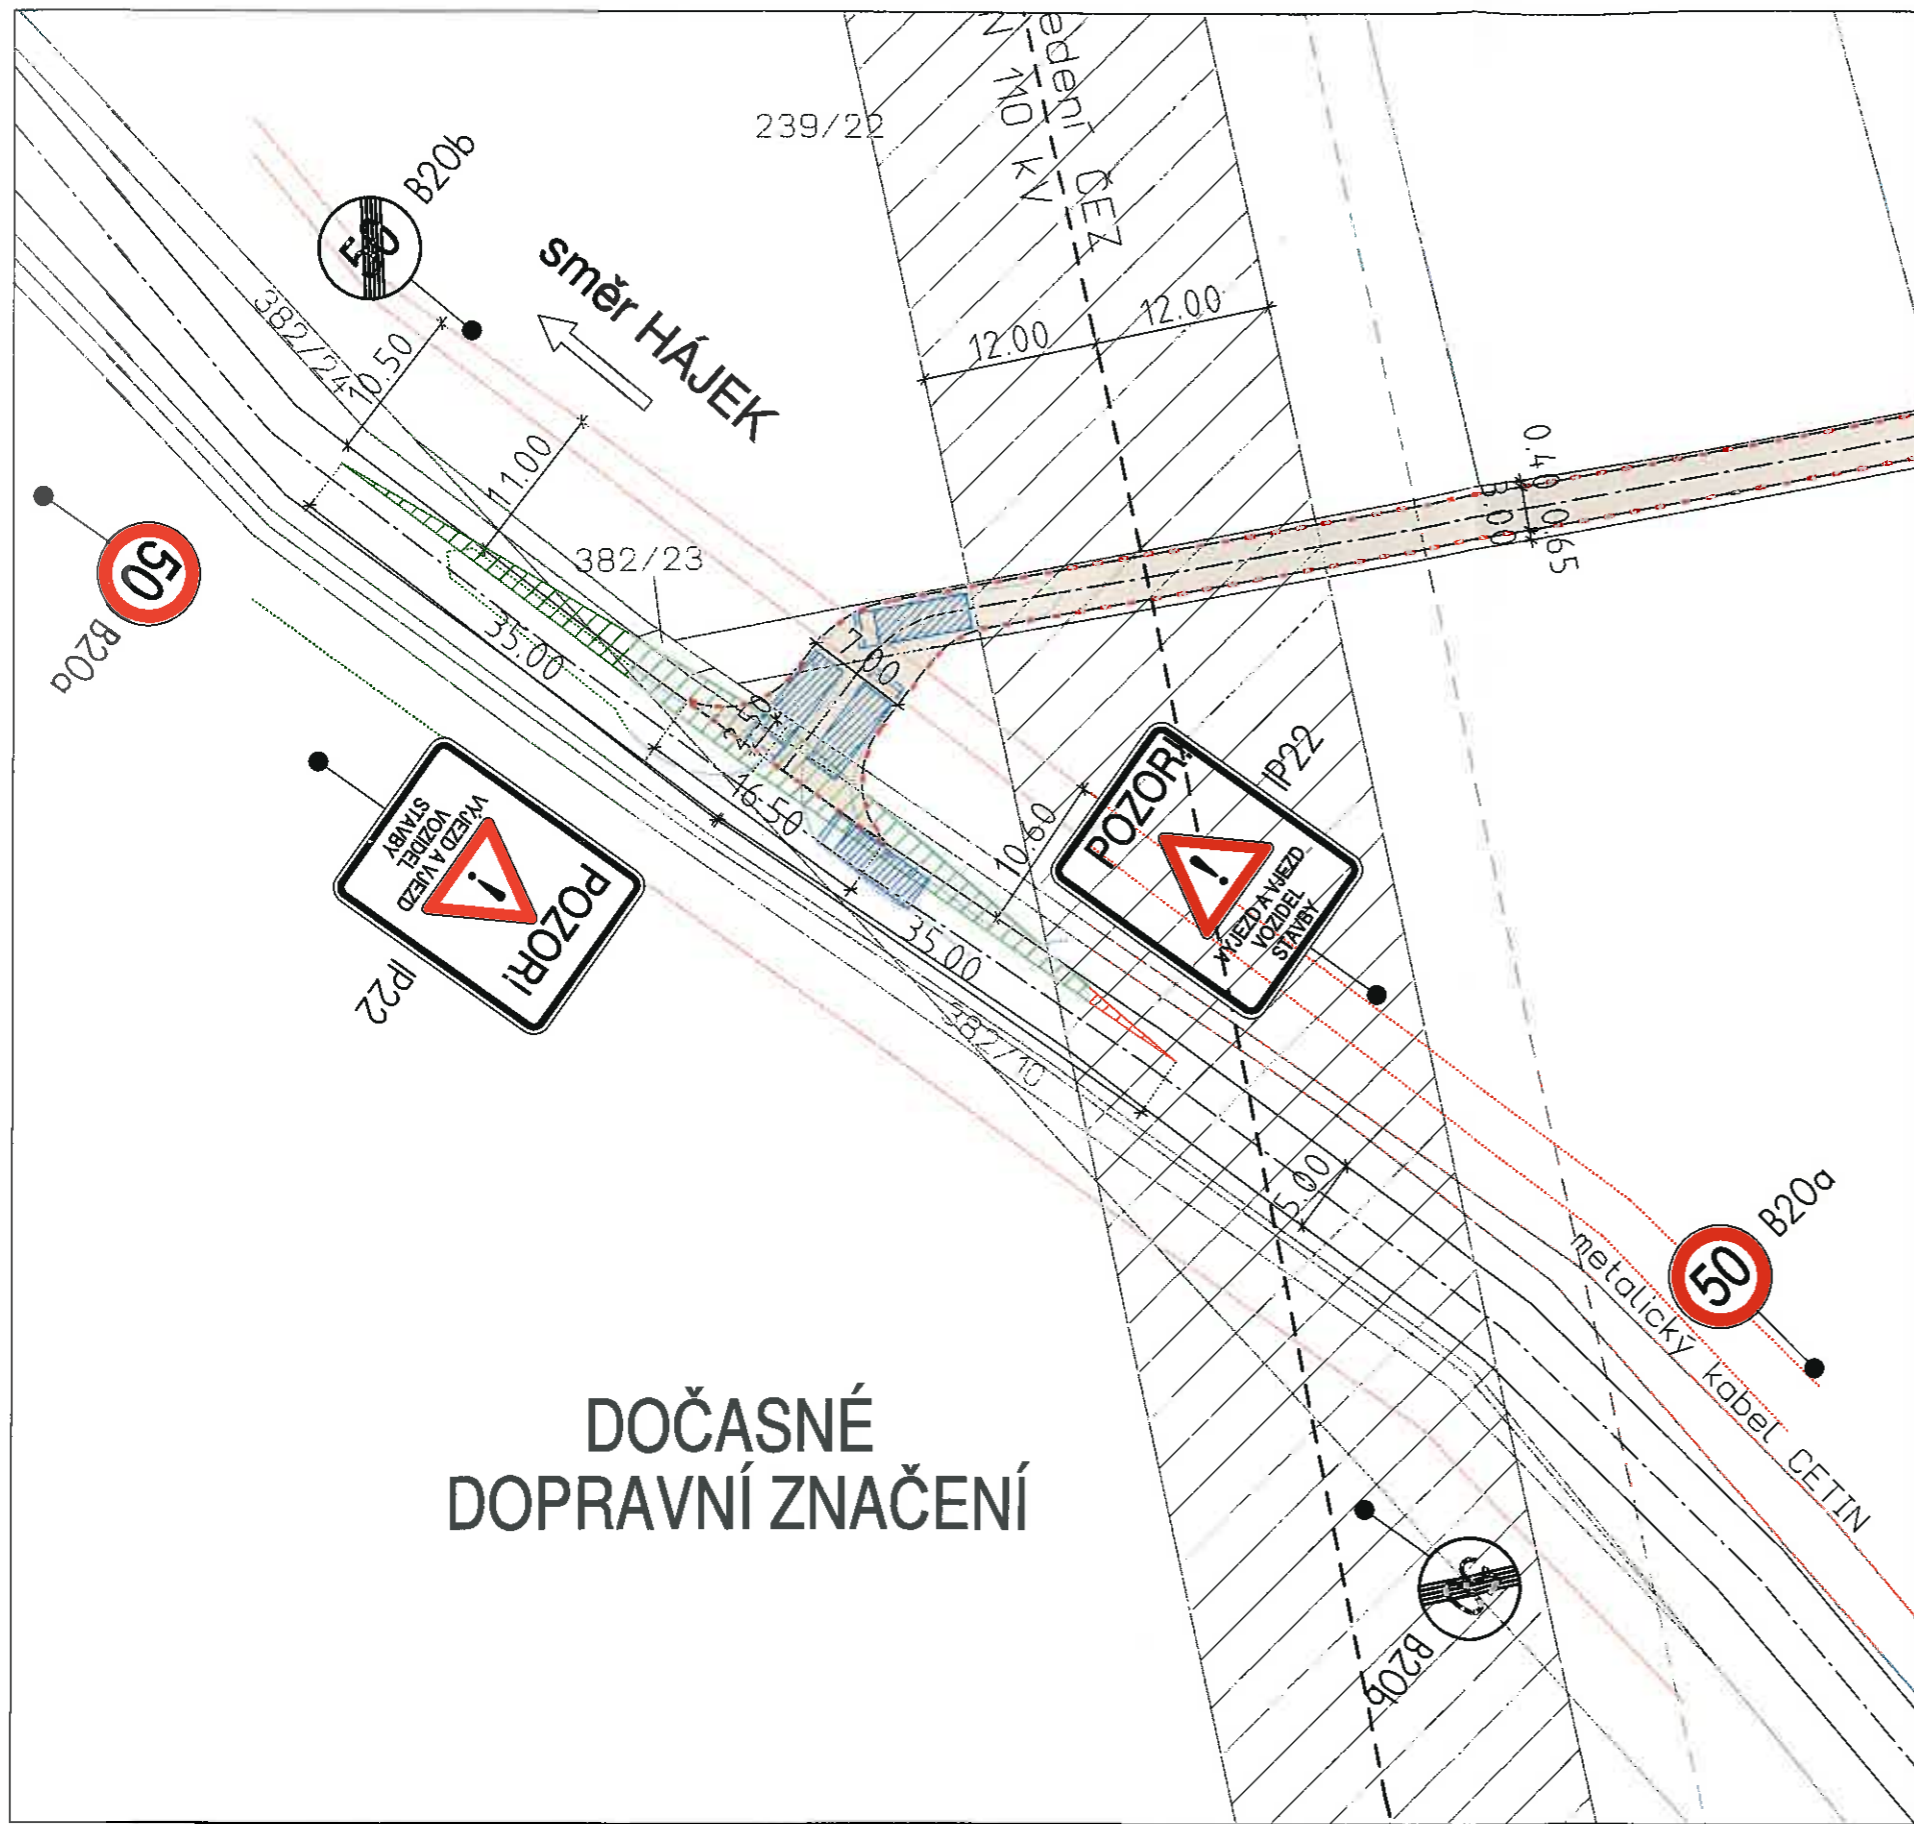 239/22
edení ČEZ
110 kV
B20b
50
směr HÁJEK
382/24
10.50
11.00
12.00
12.00
0.40
3.00
0.65
50
B20a
382/23
35.00
7.00
16.50
10.60
35.00
POZOR!
VÝJEZD A VJEZD
VOZIDEL
STAVBY
IP22
POZOR!
VÝJEZD A VJEZD
VOZIDEL
STAVBY
IP22
382/10
5.00
metalický kabel CETIN
50
B20a
B20b
DOČASNÉ
DOPRAVNÍ ZNAČENÍ